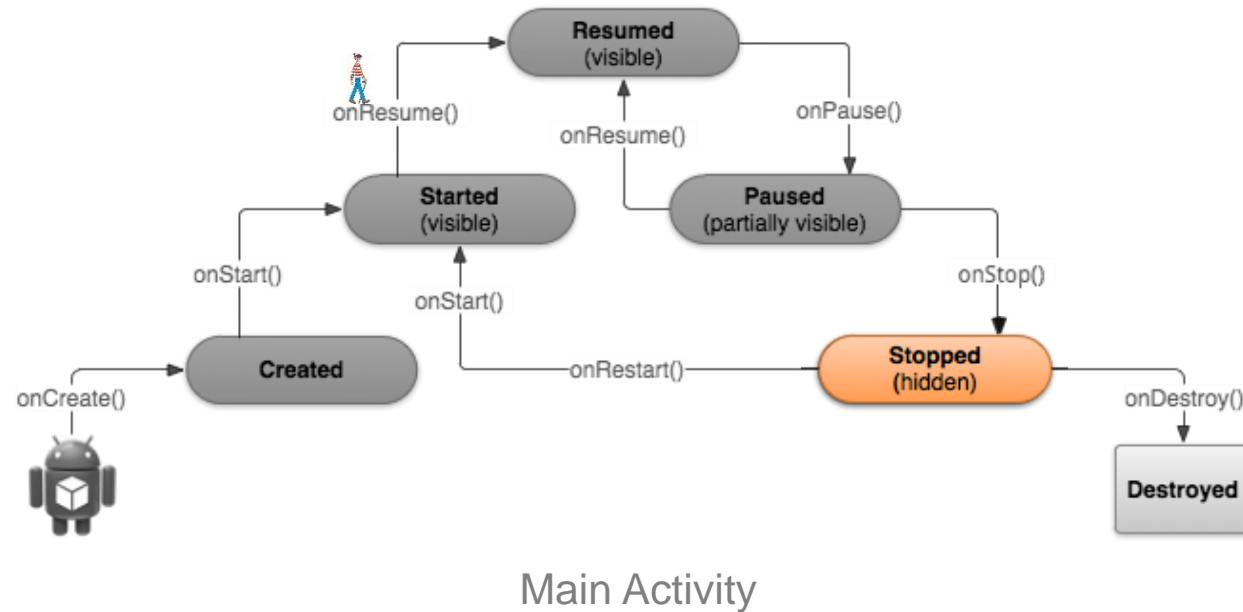 Resumed
(visible)
onResume()
onPause()
onResume()
Started
(visible)
Paused
(partially visible)
onStart()
onStop()
onStart()
Created
onRestart()
Stopped
(hidden)
onCreate()
onDestroy()
Destroyed
Main Activity